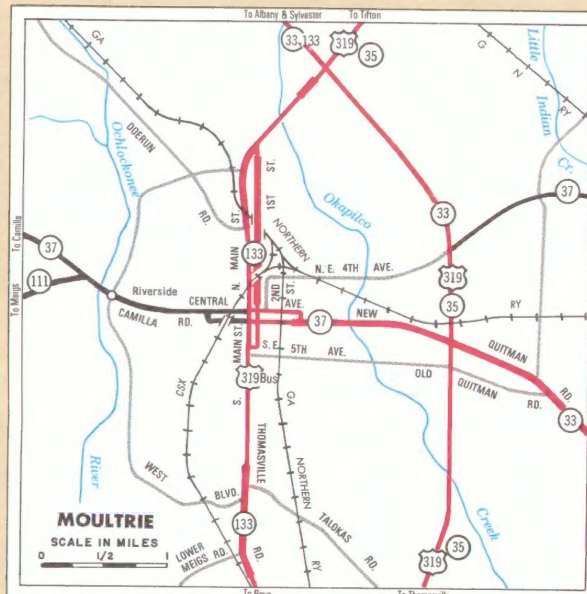 To Albany & Sylvester
To Tifton
33,133
319
35
GA
G N RY
Little Indian Cr.
Ochlockonee
DOERUN RD.
ST.
1ST
Okapilco
33
37
NORTHERN
133
N. MAIN ST.
2ND ST.
N.E. 4TH AVE.
319
35
To Camilla
37
111
To Meigs
Riverside
CENTRAL AVE.
CAMILLA RD.
NEW QUITMAN RD.
37
RY
S. MAIN ST.
S.E. 5TH AVE.
OLD QUITMAN RD.
33
319Bus
CSX
GA NORTHERN RY
THOMASVILLE RD.
River
WEST BLVD.
TALOKAS RD.
Creek
133
LOWER MEIGS RD.
319
35
MOULTRIE
SCALE IN MILES
0 1/2 1